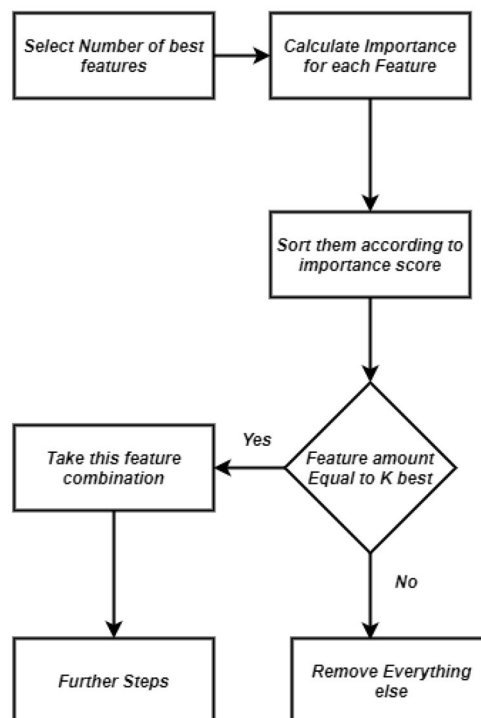 Select Number of best
features
Calculate Importance
for each Feature
Sort them according to
importance score
Feature amount
Equal to K best
Yes
Take this feature
combination
No
Further Steps
Remove Everything
else